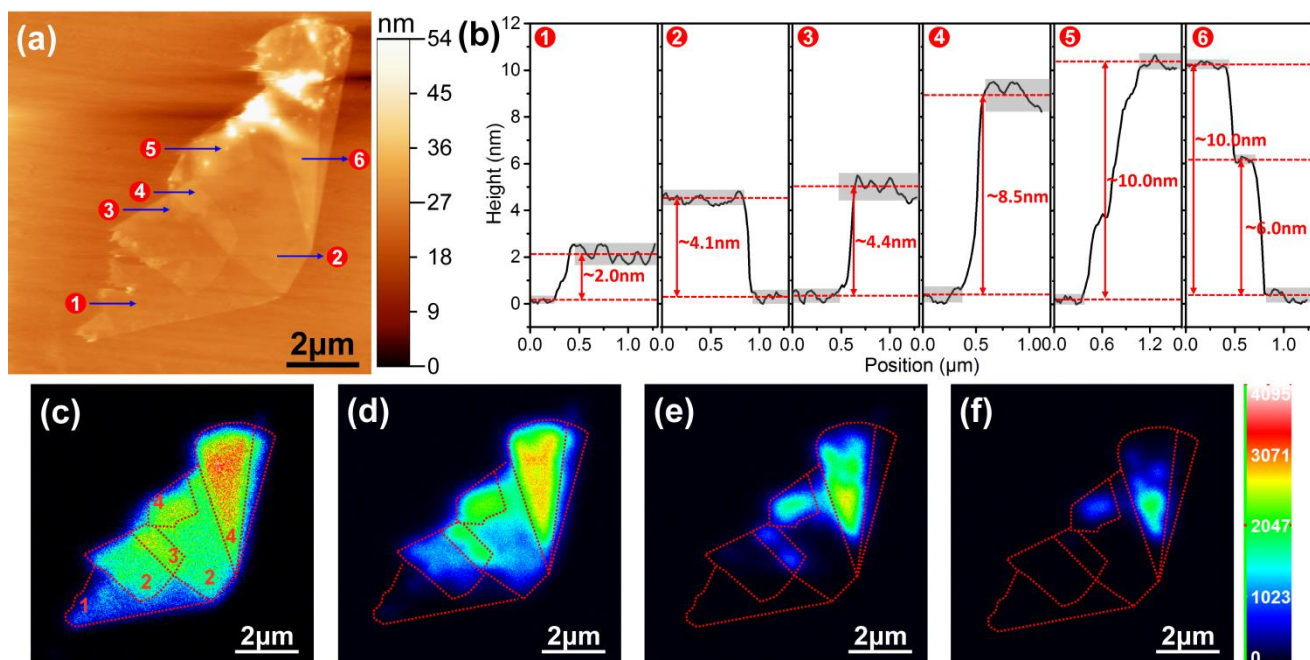 (a)
nm
54
45
36
27
18
9
0
5
4
3
1
6
2
2μm
(b)
Height (nm)
12
10
8
6
4
2
0
1
2
3
4
5
6
~2.0nm
~4.1nm
~4.4nm
~8.5nm
~10.0nm
~10.0nm
~6.0nm
0.0 0.5 1.0 0.0 0.5 1.0 0.0 0.5 1.0 0.0 0.5 1.00 0.0 0.6 1.2 0.0 0.5 1.0
Position (μm)
(c)
4
3
4
2
2
1
2μm
(d)
2μm
(e)
2μm
(f)
2μm
4095
3071
2047
1023
0